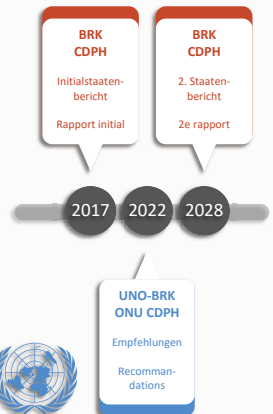 BRK
CDPH
Initialstaaten-
bericht
Rapport initial
BRK
CDPH
2. Staaten-
bericht
2e rapport
2017
2022
2028
UNO-BRK
ONU CDPH
Empfehlungen
Recomman-
dations